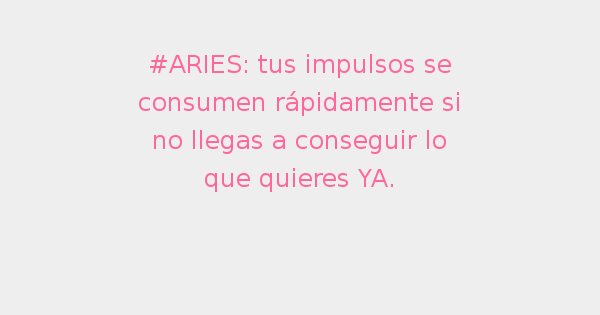 #ARIES: tus impulsos se
consumen rápidamente si
no llegas a conseguir lo
que quieres YA.